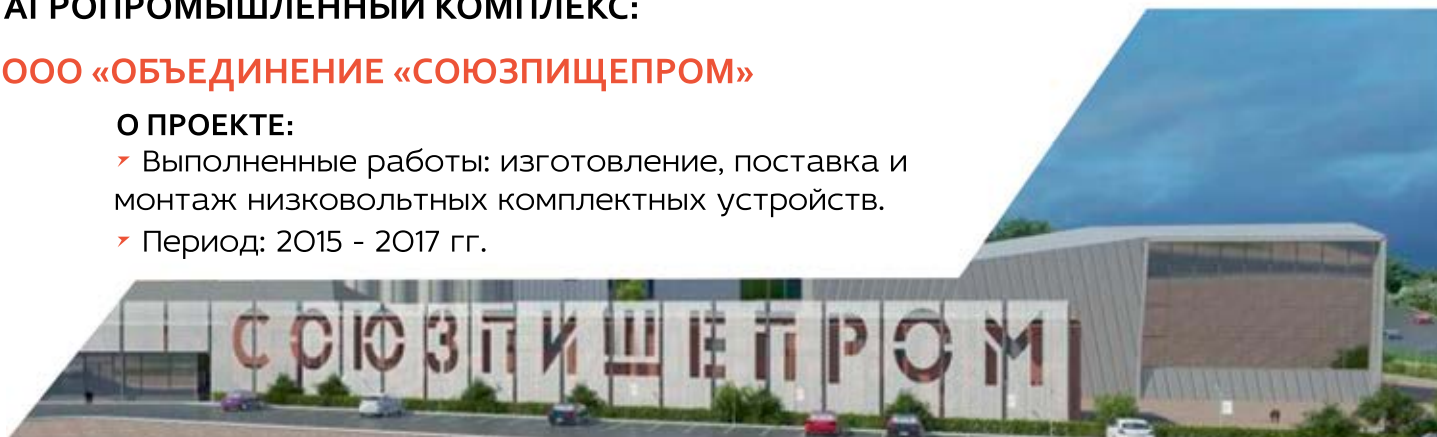 АГРОПРОМЫШЛЕННЫЙ КОМПЛЕКС:
ООО «ОБЪЕДИНЕНИЕ «СОЮЗПИЩЕПРОМ»
О ПРОЕКТЕ:
Выполненные работы: изготовление, поставка и
монтаж низковольтных комплектных устройств.
Период: 2015 - 2017 гг.
СОЮЗПИЩЕПРОМ